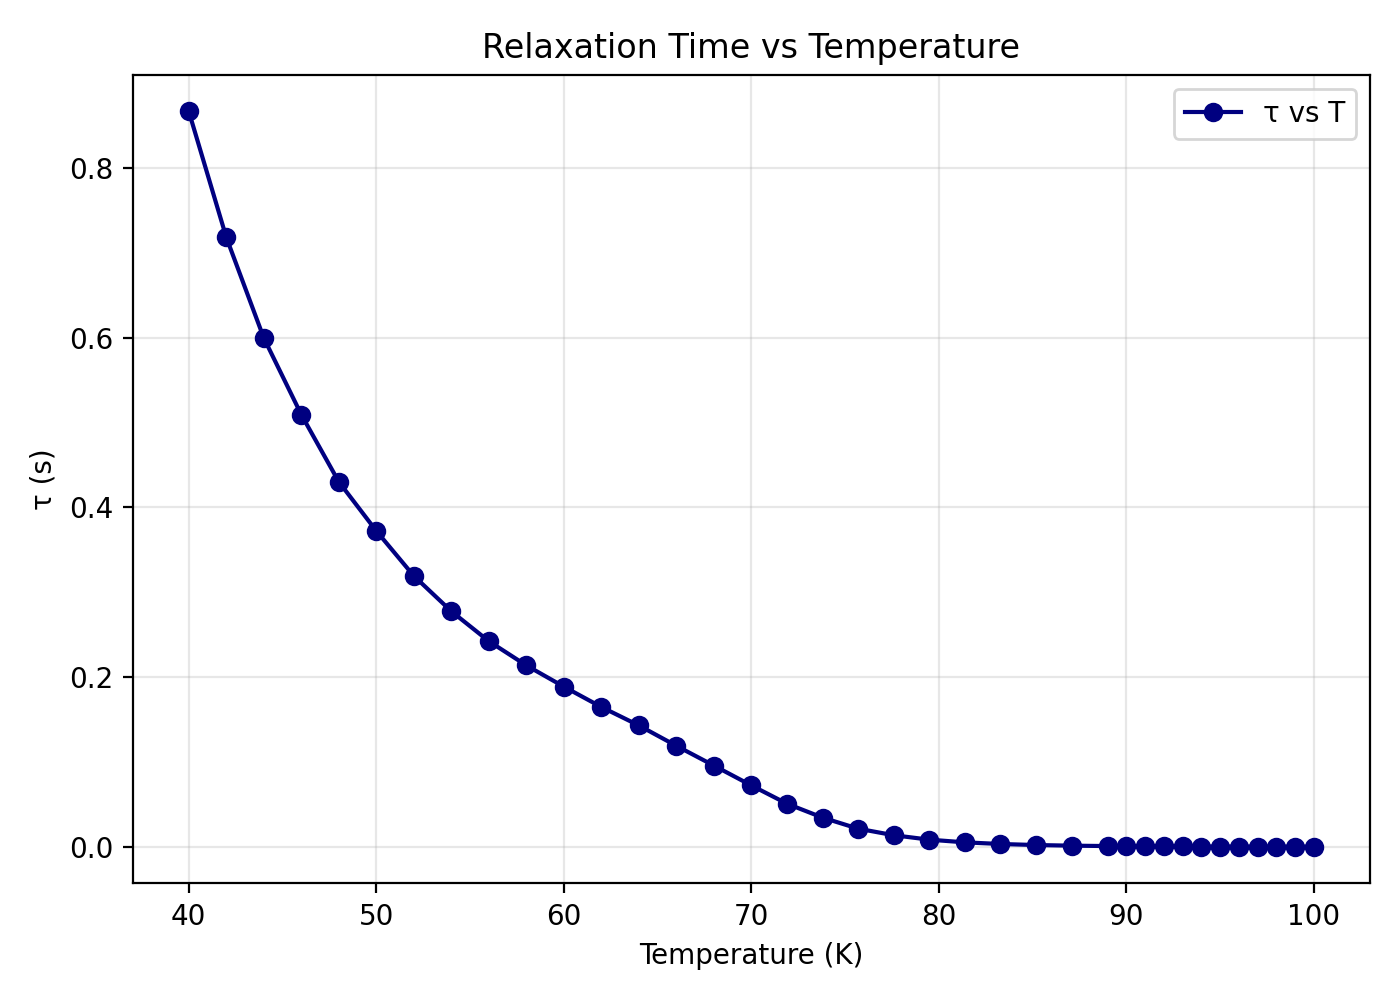 Relaxation Time vs Temperature
τ vs T
0.8
0.6
0.4
0.2
0.0
τ (s)
40 50 60 70 80 90 100
Temperature (K)